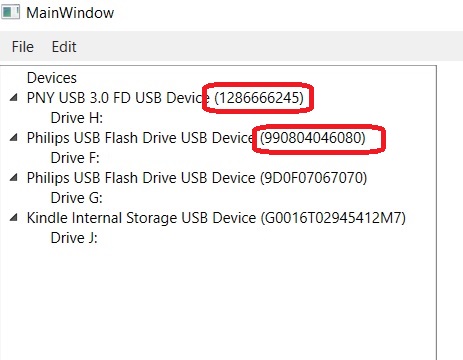 MainWindow
File Edit
Devices
PNY USB 3.0 FD USB Device (1286666245)
Drive H:
Philips USB Flash Drive USB Device (990804046080)
Drive F:
Philips USB Flash Drive USB Device (9D0F07067070)
Drive G:
Kindle Internal Storage USB Device (G0016T02945412M7)
Drive J: